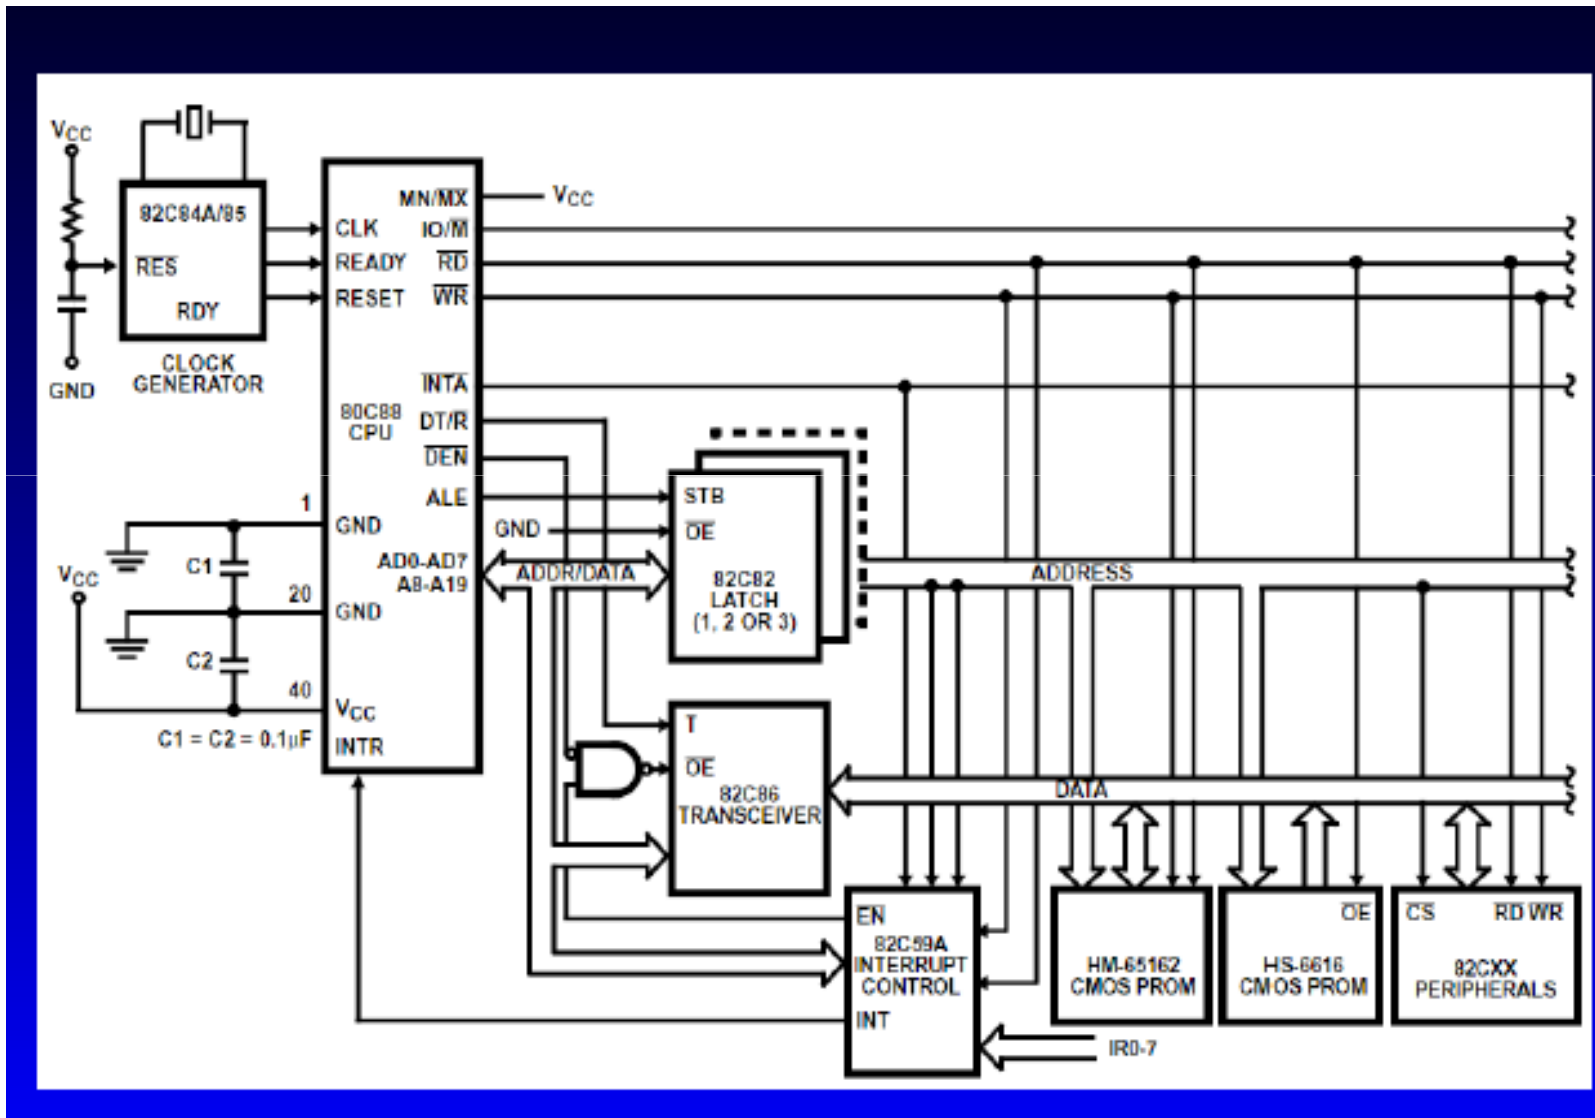 VCC
82C84A/85
RES
RDY
CLOCK
GENERATOR
GND
CLK
READY
RESET
80C88
CPU
MN/MX
IO/M
RD
WR
INTA
DT/R
DEN
ALE
VCC
1
GND
C1
VCC
20
GND
C2
40
VCC
C1 = C2 = 0.1µF
INTR
AD0-AD7
A8-A19
ADDR/DATA
GND
STB
OE
82C82
LATCH
(1, 2 OR 3)
ADDRESS
T
OE
82C86
TRANSCEIVER
DATA
EN
82C59A
INTERRUPT
CONTROL
INT
IR0-7
HM-65162
CMOS PROM
OE
HS-6616
CMOS PROM
CS
RD WR
82CXX
PERIPHERALS